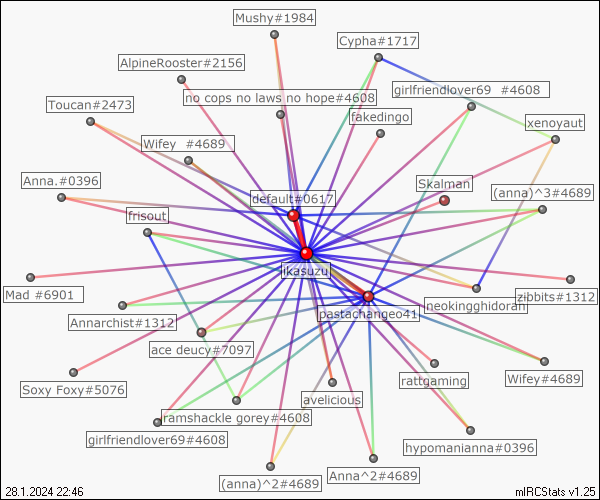 Mushy#1984
Cypha#1717
AlpineRooster#2156
girlfriendlover69 #4608
no cops no laws no hope#4608
Toucan#2473
fakedingo
xenoyaut
Wifey #4689
Anna.#0396
Skalman
(anna)^3#4689
default#0617
frisout
likasuzu
Mad #6901
zibbits#1312
neokingghidorah
pastachangeo41
Annarchist#1312
ace deucy#7097
Soxy Foxy#5076
rattgaming
Wifey#4689
avelicious
ramshackle gorey#4608
girlfriendlover69#4608
hypomanianna#0396
Anna^2#4689
(anna)^2#4689
28.1.2024 22:46
mIRCStats v1.25